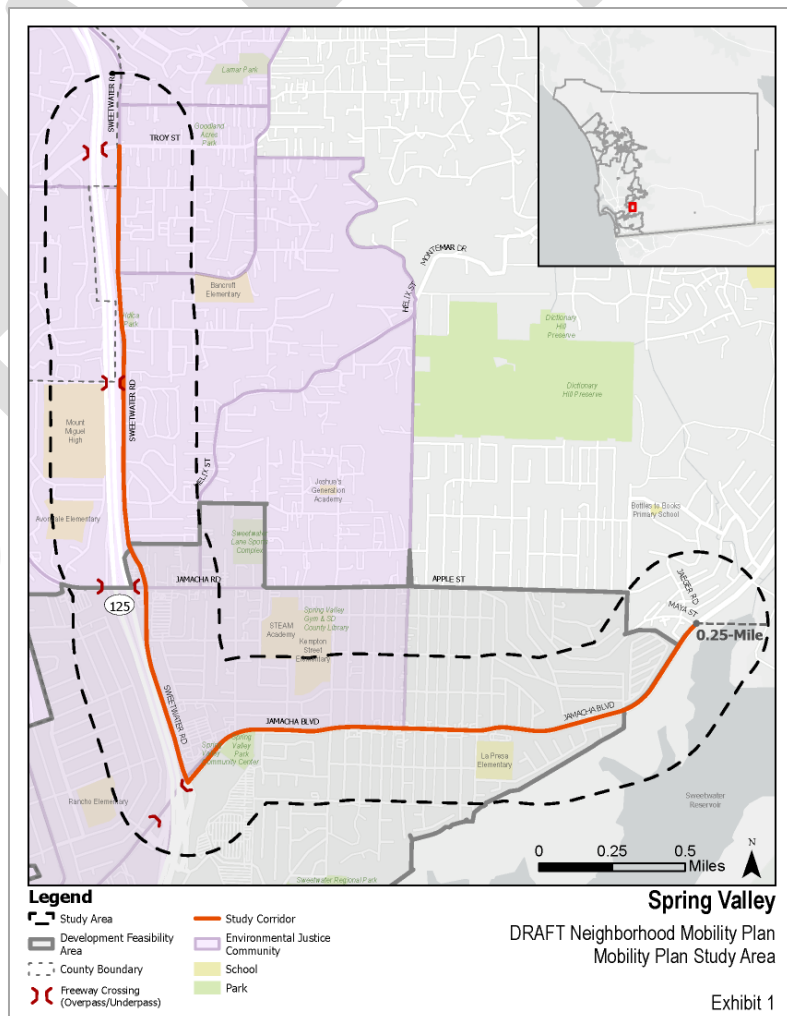 SWEETWATER RD
Lamar Park
TROY ST
Goodland
Acres
Park
MONTEMAR DR
Bancroft
Elementary
HELIX ST
Dictionary
Hill
Preserve
Dictionary
Hill Preserve
SWEETWATER RD
Mount
Miguel
High
HELIX ST
Joshua's
Generation
Academy
Bottles to Books
Primary School
Avondale Elementary
Sweetwater
Lane Sports
Complex
JAMACHA RD
APPLE ST
JAEGER RD
MAYA ST
125
Spring Valley
Gym & SD
County Library
STEAM
Academy
Kempton
Street
Elementary
0.25-Mile
SWEETWATER RD
JAMACHA BLVD
JAMACHA BLVD
Spring
Valley
Park
Community Center
La Presa
Elementary
Rancho Elementary
Sweetwater
Reservoir
Sweetwater Regional Park
0 0.25 0.5
Miles
N
Legend
Study Area
Study Corridor
Development Feasibility
Area
Environmental Justice
Community
County Boundary
School
Freeway Crossing
(Overpass/Underpass)
Park
Spring Valley
DRAFT Neighborhood Mobility Plan
Mobility Plan Study Area
Exhibit 1